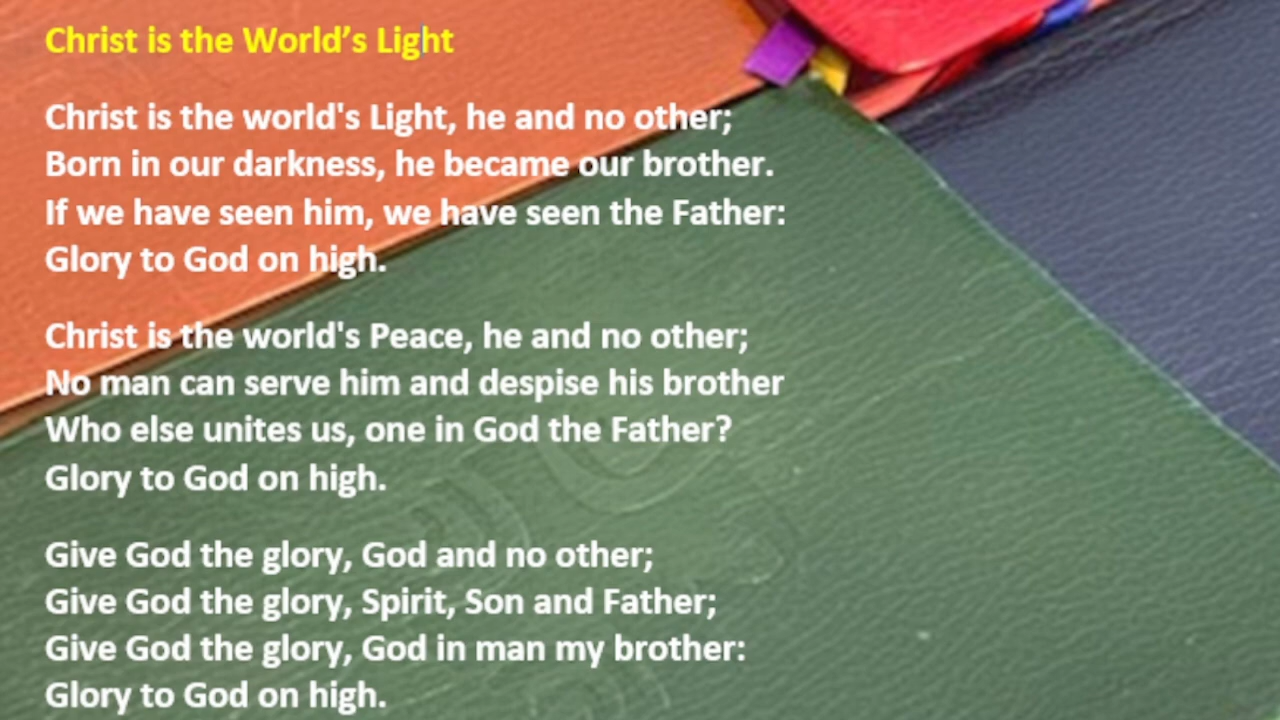 Christ is the World’s Light
Christ is the world's Light, he and no other;
Born in our darkness, he became our brother.
If we have seen him, we have seen the Father:
Glory to God on high.
Christ is the world's Peace, he and no other;
No man can serve him and despise his brother
Who else unites us, one in God the Father?
Glory to God on high.
Give God the glory, God and no other;
Give God the glory, Spirit, Son and Father;
Give God the glory, God in man my brother:
Glory to God on high.